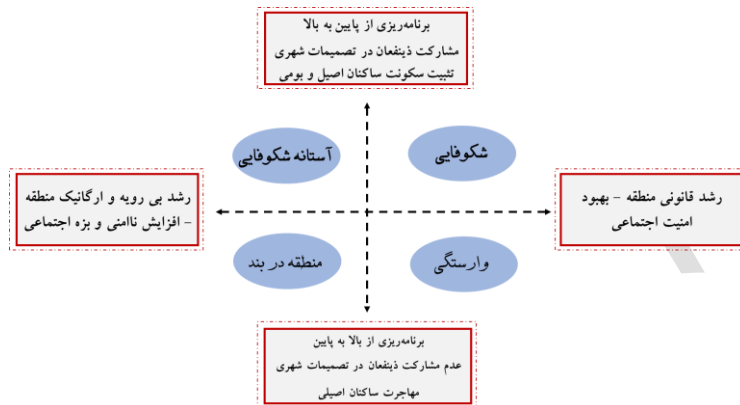 برنامه‌ریزی از پایین به بالا
مشارکت ذینفعان در تصمیمات شهری
تثبیت سکونت ساکنان اصیل و بومی
شکوفایی
آستانه شکوفایی
رشد قانونی منطقه – بهبود
امنیت اجتماعی
رشد بی رویه و ارگانیک منطقه
– افزایش ناامنی و بزه اجتماعی
وارستگی
منطقه در بند
برنامه‌ریزی از بالا به پایین
عدم مشارکت ذینفعان در تصمیمات شهری
مهاجرت ساکنان اصیلی